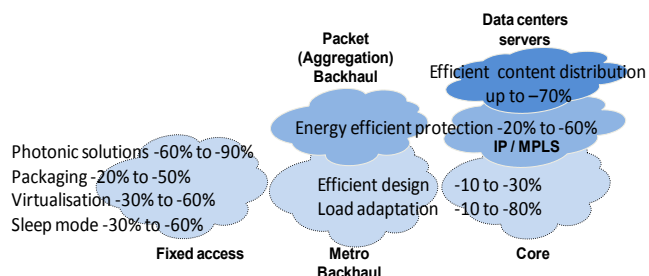 Data centers
servers
Packet
(Aggregation)
Backhaul
Efficient content distribution
up to –70%
Energy efficient protection -20% to -60%
IP / MPLS
Photonic solutions -60% to -90%
Packaging -20% to -50%
Virtualisation -30% to -60%
Sleep mode -30% to -60%
Efficient design -10 to -30%
Load adaptation -10 to -80%
Fixed access
Metro
Backhaul
Core